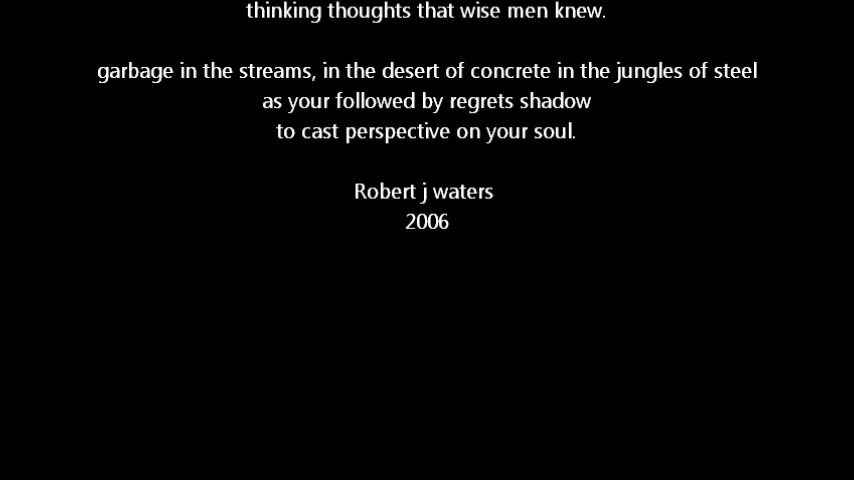 thinking thoughts that wise men knew.
garbage in the streams, in the desert of concrete in the jungles of steel
as your followed by regrets shadow
to cast perspective on your soul.
Robert j waters
2006